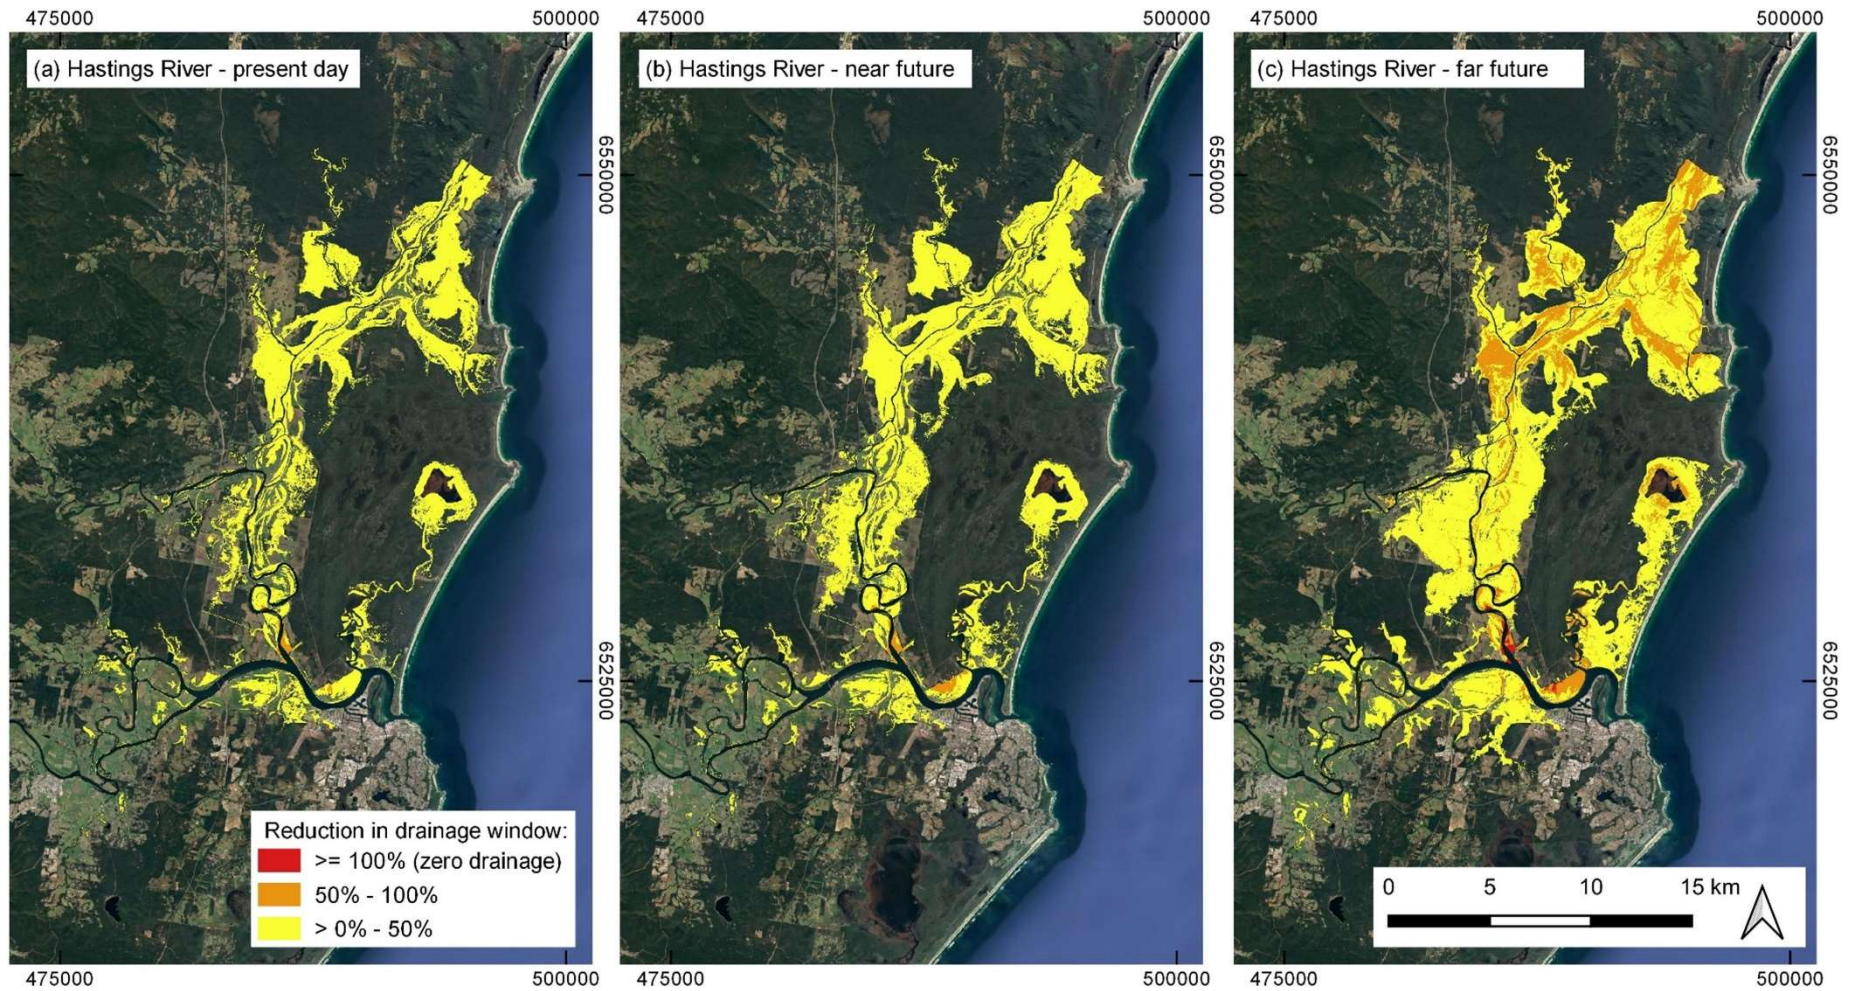 475000
500000
475000
500000
475000
500000
(a) Hastings River - present day
(b) Hastings River - near future
(c) Hastings River - far future
6550000
6550000
6550000
6525000
6525000
6525000
Reduction in drainage window:
>= 100% (zero drainage)
50% - 100%
> 0% - 50%
0
5
10
15 km
475000
500000
475000
500000
475000
500000